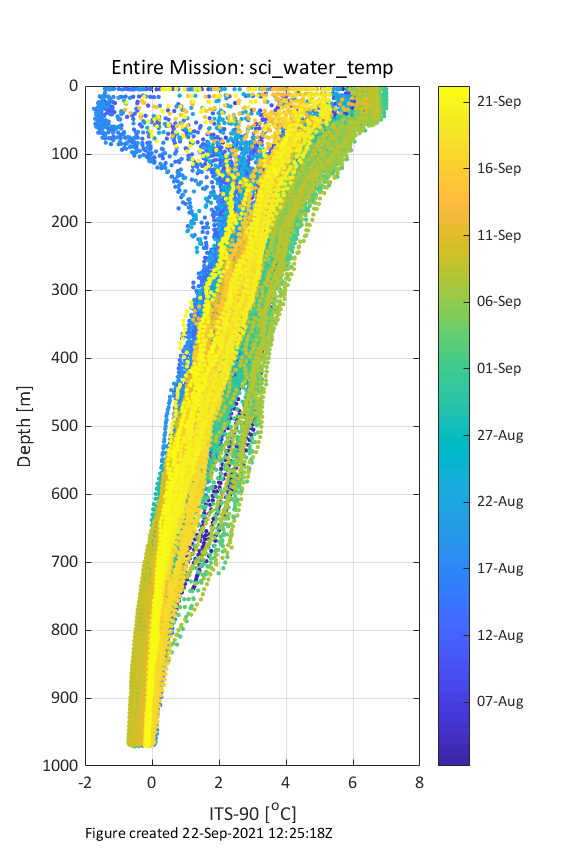 Entire Mission: sci_water_temp
0
100
200
300
400
500
600
700
800
900
1000
Depth [m]
-2 0 2 4 6 8
ITS-90 [°C]
21-Sep
16-Sep
11-Sep
06-Sep
01-Sep
27-Aug
22-Aug
17-Aug
12-Aug
07-Aug
Figure created 22-Sep-2021 12:25:18Z